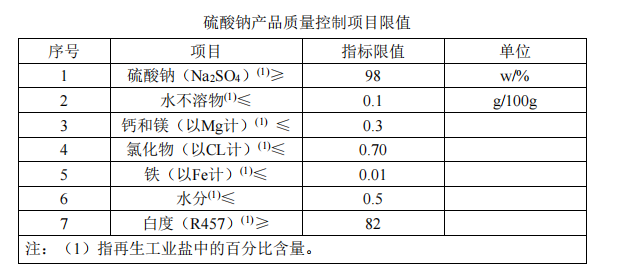 硫酸钠产品质量控制项目限值
序号 项目 指标限值 单位
1 硫酸钠（Na₂SO₄）⁽¹⁾≥ 98 w/%
2 水不溶物⁽¹⁾≤ 0.1 g/100g
3 钙和镁（以Mg计）⁽¹⁾ ≤ 0.3
4 氯化物（以CL计）⁽¹⁾≤ 0.70
5 铁（以Fe计）⁽¹⁾≤ 0.01
6 水分⁽¹⁾≤ 0.5
7 白度（R457）⁽¹⁾≥ 82
注：（1）指再生工业盐中的百分比含量。